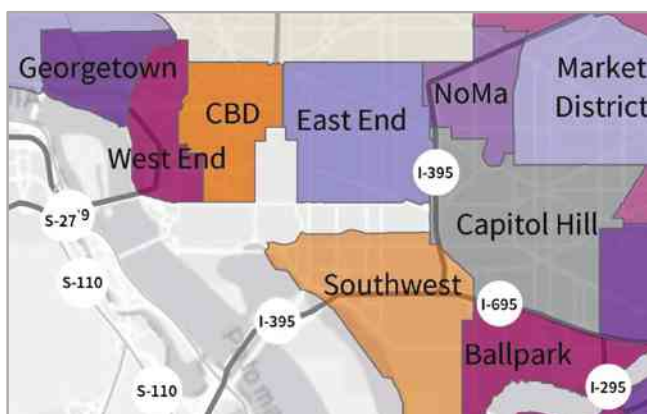 Georgetown
Market
District
NoMa
CBD
East End
West End
I-395
Capitol Hill
S-27
S-110
Southwest
I-695
I-395
Ballpark
S-110
I-295